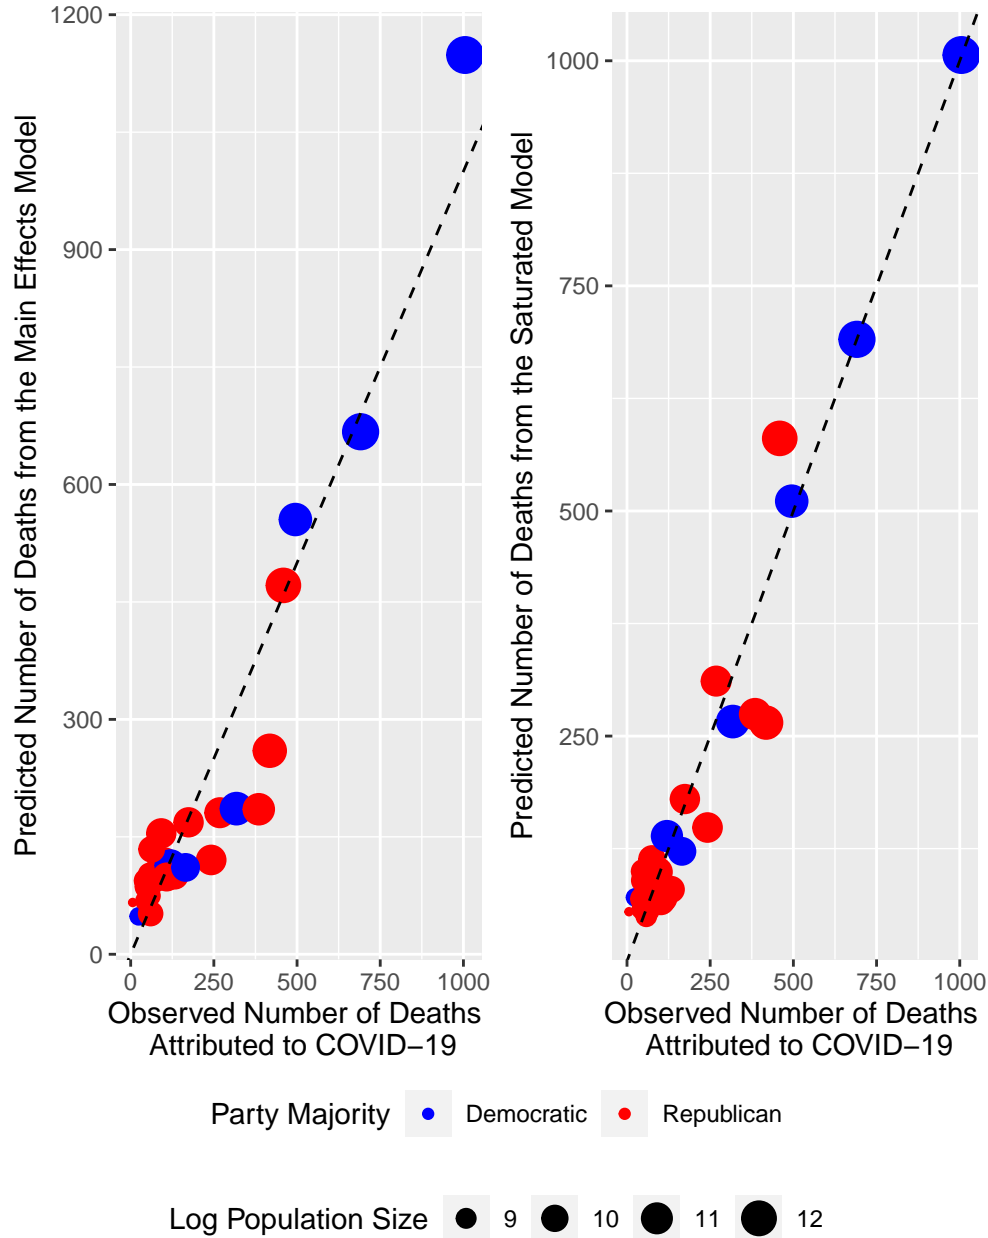 Predicted Number of Deaths from the Main Effects Model
1200
900
600
300
0
0 250 500 750 1000
Observed Number of Deaths
Attributed to COVID−19
Predicted Number of Deaths from the Saturated Model
1000
750
500
250
0 250 500 750 1000
Observed Number of Deaths
Attributed to COVID−19
Party Majority Democratic Republican
Log Population Size 9 10 11 12